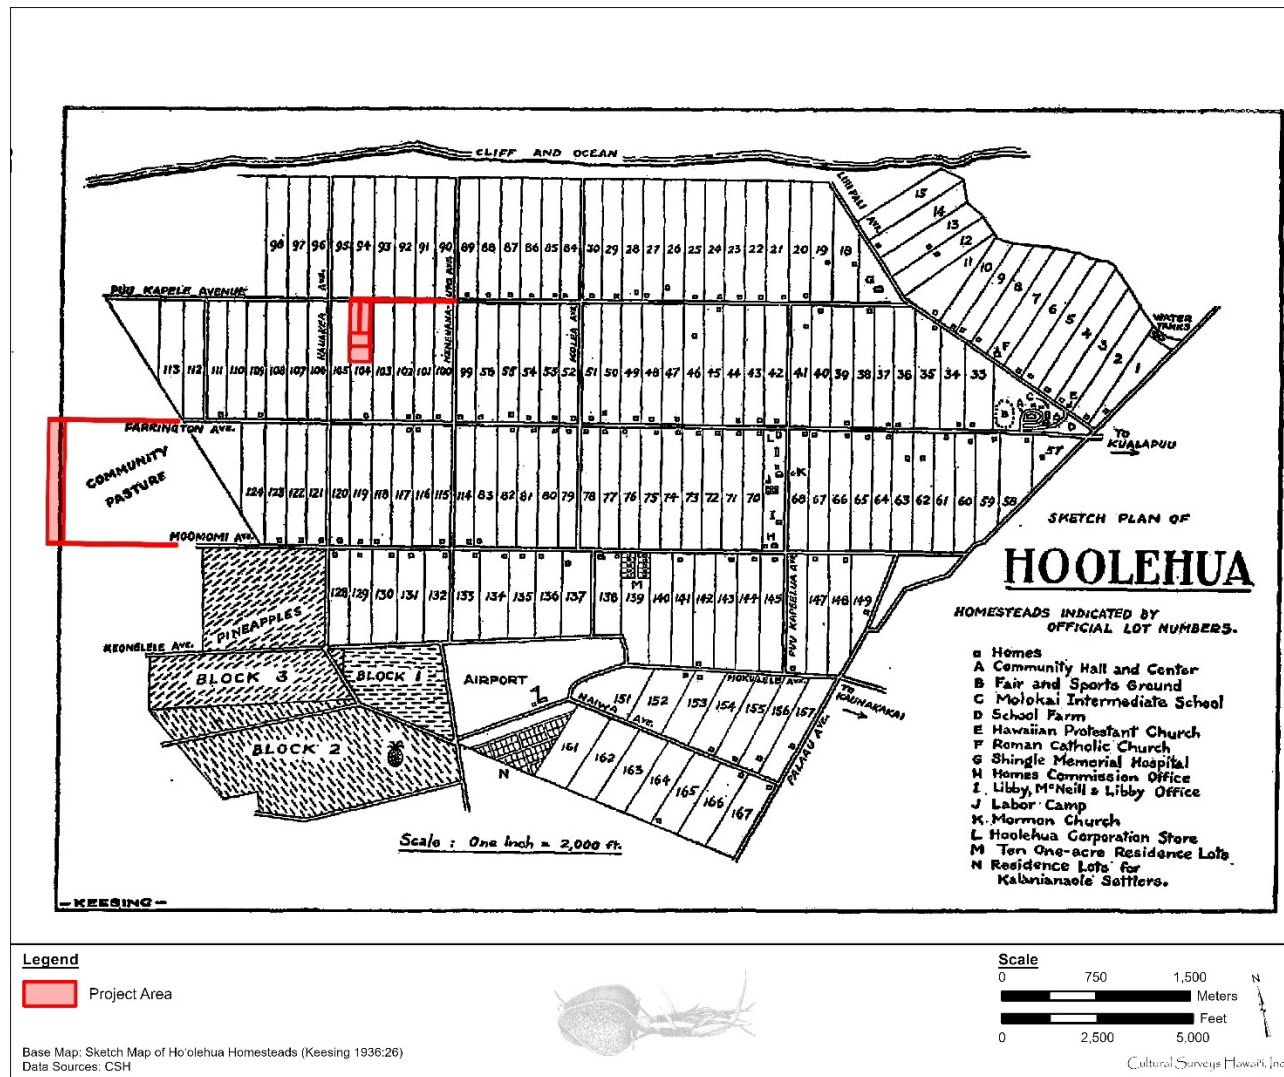 CLIFF AND OCEAN
LIHI PALI AVE.
15
14
13
12
11 10 9 8 7 6 5 4 3 2 1
98 97 96 95 94 93 92 91 90 89 88 87 86 85 84 30 29 28 27 26 25 24 23 22 21 20 19 18
G
PUU KAPELE AVENUE
AVE.
KAUAKEA
AVE.
MOLEA AVE.
WATER TANKS
F
113 112 111 110 109 108 107 106 105 104 103 102 101 100 99 56 55 54 53 52 51 50 49 48 47 46 45 44 43 42 41 40 39 38 37 36 35 34 33
B A C E D
FARRINGTON AVE.
TO KUALAPUU
COMMUNITY PASTURE
L
J
K
L
I
H
57
124 123 122 121 120 119 118 117 116 115 114 83 82 81 80 79 78 77 76 75 74 73 72 71 70 68 67 66 65 64 63 62 61 60 59 58
MOOMOMI AVE.
SKETCH PLAN OF
HOOLEHUA
HOMESTEADS INDICATED BY
OFFICIAL LOT NUMBERS.
128 129 130 131 132 133 134 135 136 137 138 139 140 141 142 143 144 145 147 148 149
M
PUU KAPEELUA AVE.
PINEAPPLES
KEONELELE AVE.
BLOCK 3
BLOCK 1
BLOCK 2
AIRPORT
NAIWA AVE.
MOKULELE AVE.
151 152 153 154 155 156 157
TO KAUNAKAKAI
PALAAU AVE.
161 162 163 164 165 166 167
N
Homes
A Community Hall and Center
B Fair and Sports Ground
C Molokai Intermediate School
D School Farm
E Hawaiian Protestant Church
F Roman Catholic Church
G Shingle Memorial Hospital
H Homes Commission Office
I Libby, McNeill & Libby Office
J Labor Camp
K Mormon Church
L Hoolehua Corporation Store
M Ten One-acre Residence Lots
N Residence Lots for
Kalanianaole Settlers.
Scale : One Inch = 2,000 ft.
-KEESING-
Legend
Project Area
Base Map: Sketch Map of Ho'olehua Homesteads (Keesing 1936:26)
Data Sources: CSH
Scale
0 750 1,500
Meters
Feet
0 2,500 5,000
N
Cultural Surveys Hawai'i, Inc.